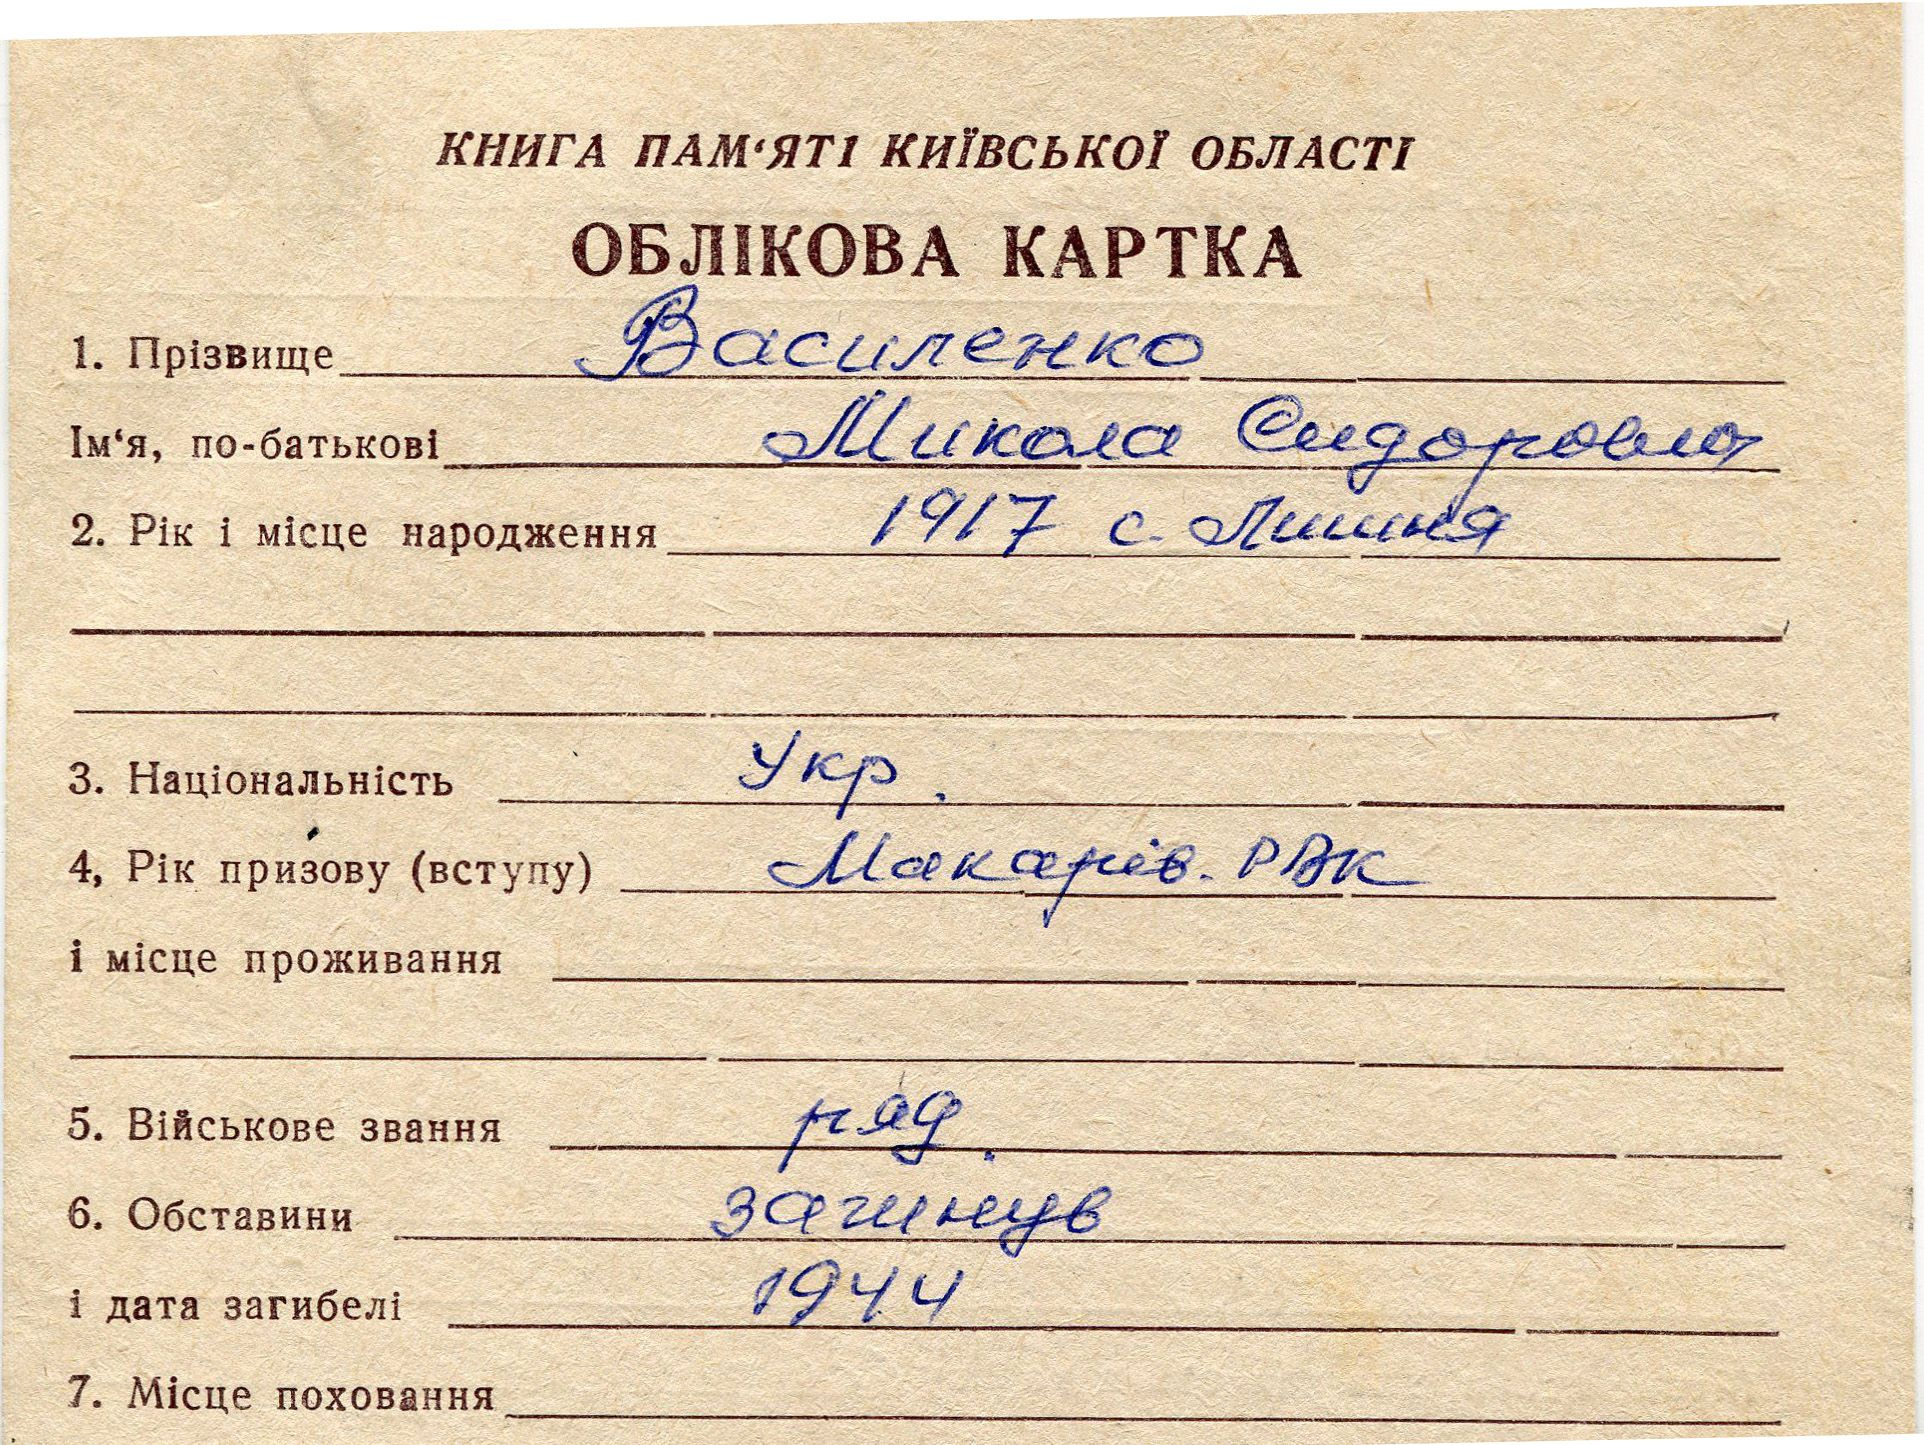 КНИГА ПАМ‘ЯТІ КИЇВСЬКОЇ ОБЛАСТІ
ОБЛІКОВА КАРТКА
1. Прізвище Василенко
Ім‘я, по-батькові Микола Сидорович
2. Рік і місце народження 1917 с. Лишня
3. Національність Укр.
4, Рік призову (вступу) Макарів. РВК
і місце проживання
5. Військове звання ряд.
6. Обставини загинув
і дата загибелі 1944
7. Місце поховання